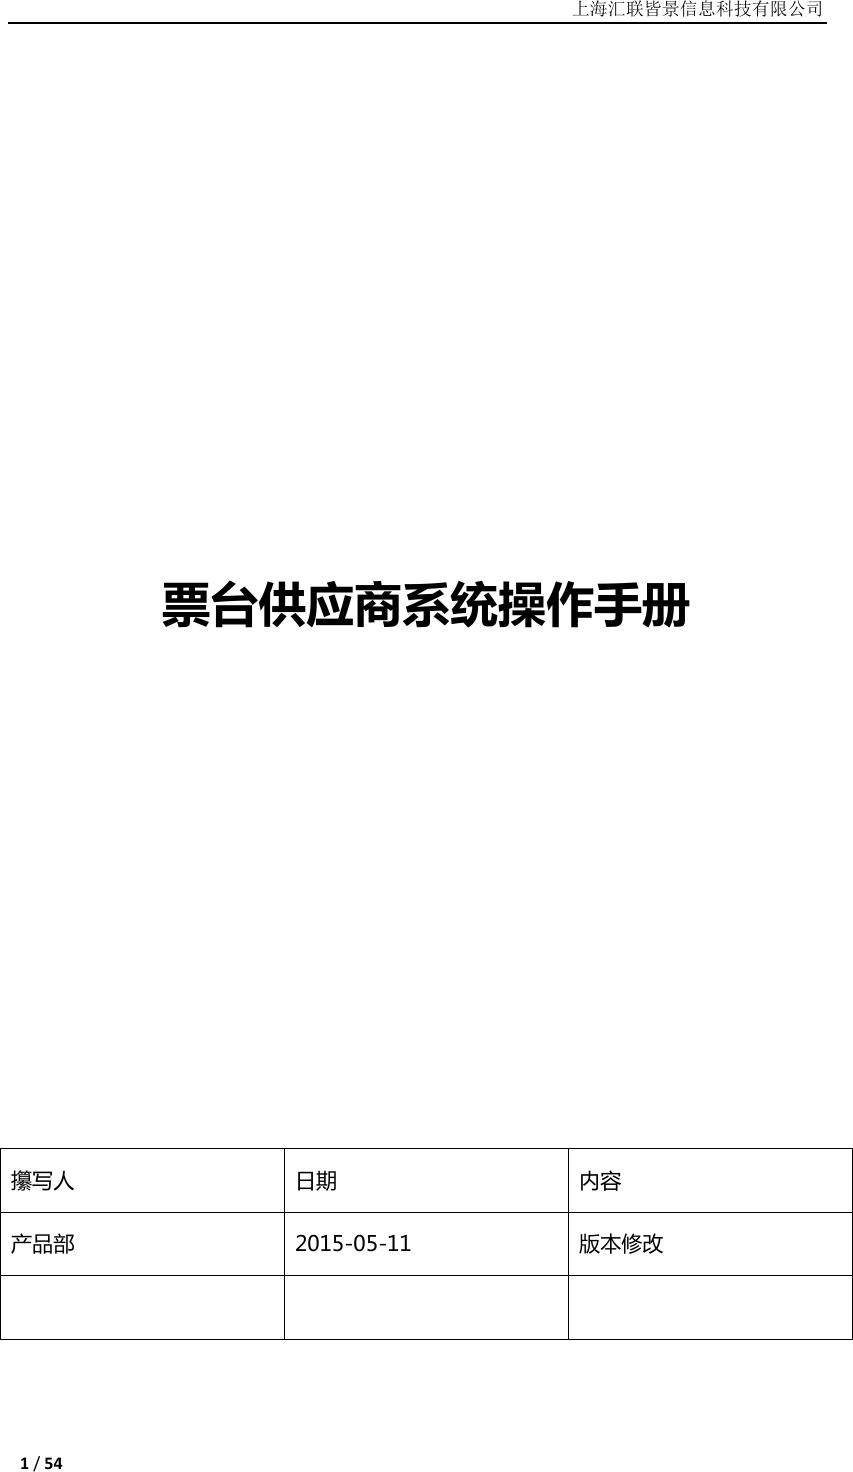 上海汇联皆景信息科技有限公司
票台供应商系统操作手册
攥写人 日期 内容
产品部 2015-05-11 版本修改
1 / 54